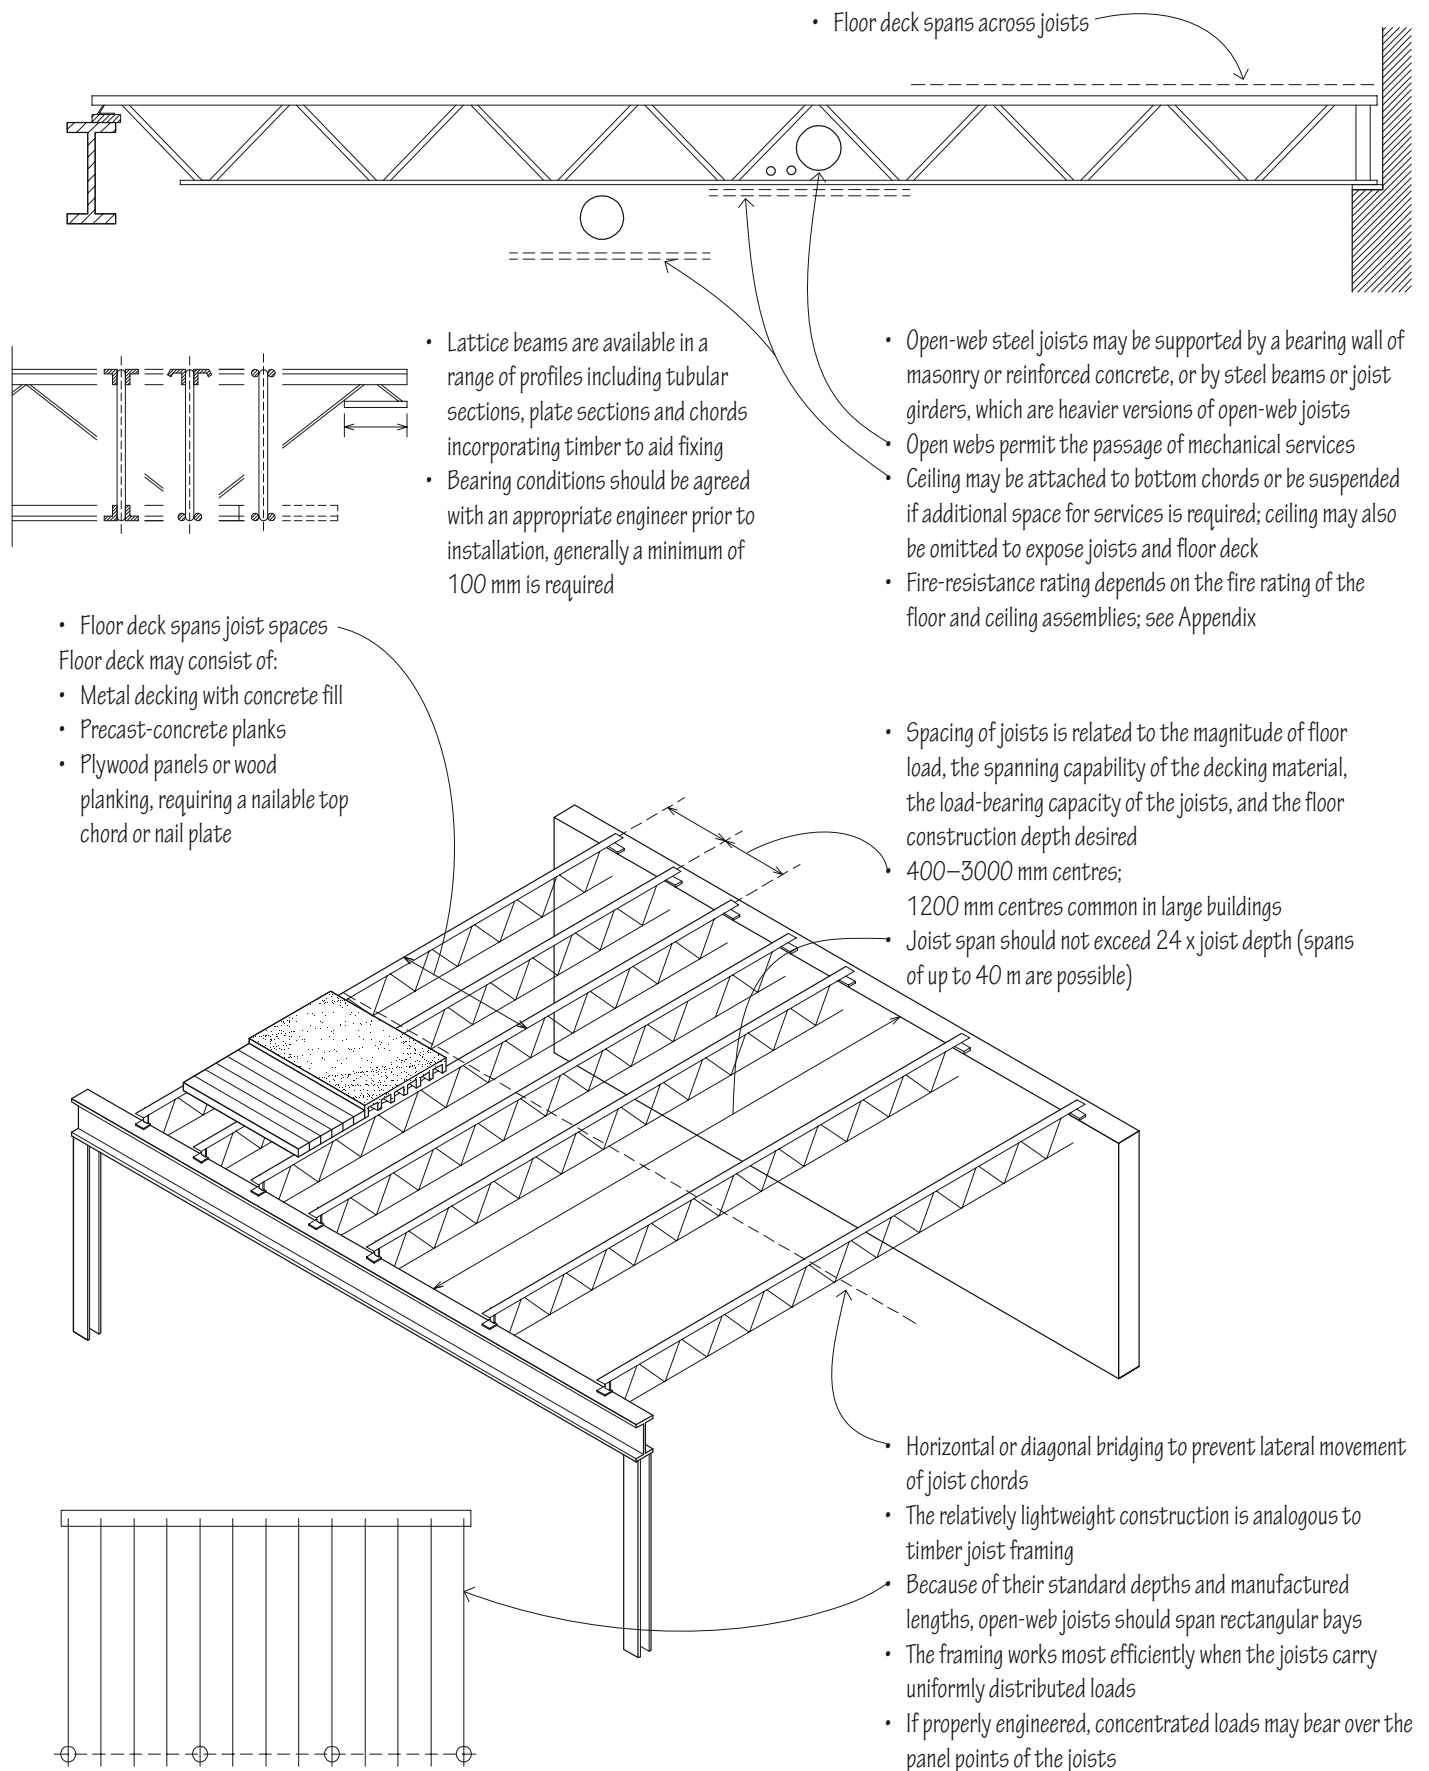 • Floor deck spans across joists
• Lattice beams are available in a
range of profiles including tubular
sections, plate sections and chords
incorporating timber to aid fixing
• Bearing conditions should be agreed
with an appropriate engineer prior to
installation, generally a minimum of
100 mm is required
• Open-web steel joists may be supported by a bearing wall of
masonry or reinforced concrete, or by steel beams or joist
girders, which are heavier versions of open-web joists
• Open webs permit the passage of mechanical services
• Ceiling may be attached to bottom chords or be suspended
if additional space for services is required; ceiling may also
be omitted to expose joists and floor deck
• Fire-resistance rating depends on the fire rating of the
floor and ceiling assemblies; see Appendix
• Floor deck spans joist spaces
Floor deck may consist of:
• Metal decking with concrete fill
• Precast-concrete planks
• Plywood panels or wood
planking, requiring a nailable top
chord or nail plate
• Spacing of joists is related to the magnitude of floor
load, the spanning capability of the decking material,
the load-bearing capacity of the joists, and the floor
construction depth desired
• 400–3000 mm centres;
1200 mm centres common in large buildings
• Joist span should not exceed 24 x joist depth (spans
of up to 40 m are possible)
• Horizontal or diagonal bridging to prevent lateral movement
of joist chords
• The relatively lightweight construction is analogous to
timber joist framing
• Because of their standard depths and manufactured
lengths, open-web joists should span rectangular bays
• The framing works most efficiently when the joists carry
uniformly distributed loads
• If properly engineered, concentrated loads may bear over the
panel points of the joists